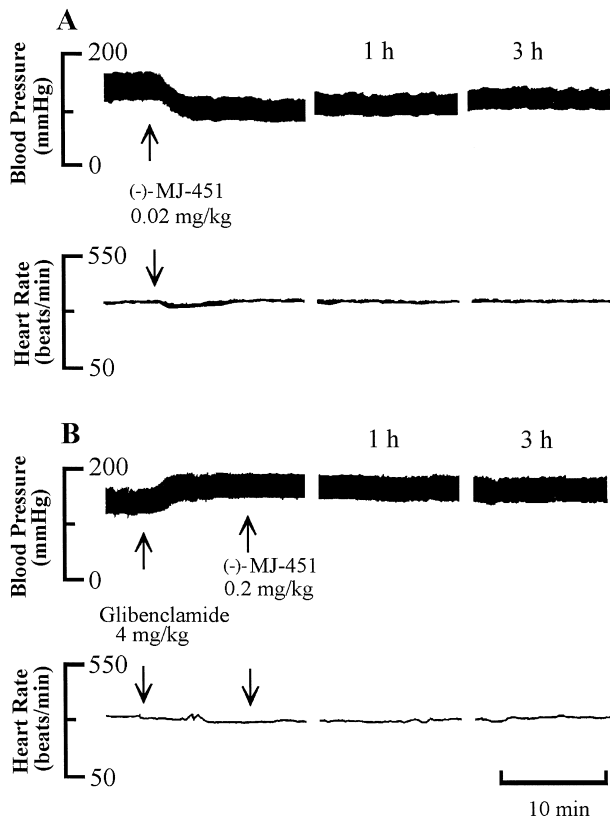 A
200
1 h
3 h
Blood Pressure
(mmHg)
0
(-)-MJ-451
0.02 mg/kg
550
Heart Rate
(beats/min)
50
B
1 h
3 h
200
Blood Pressure
(mmHg)
0
(-)-MJ-451
0.2 mg/kg
Glibenclamide
4 mg/kg
550
Heart Rate
(beats/min)
50
10 min